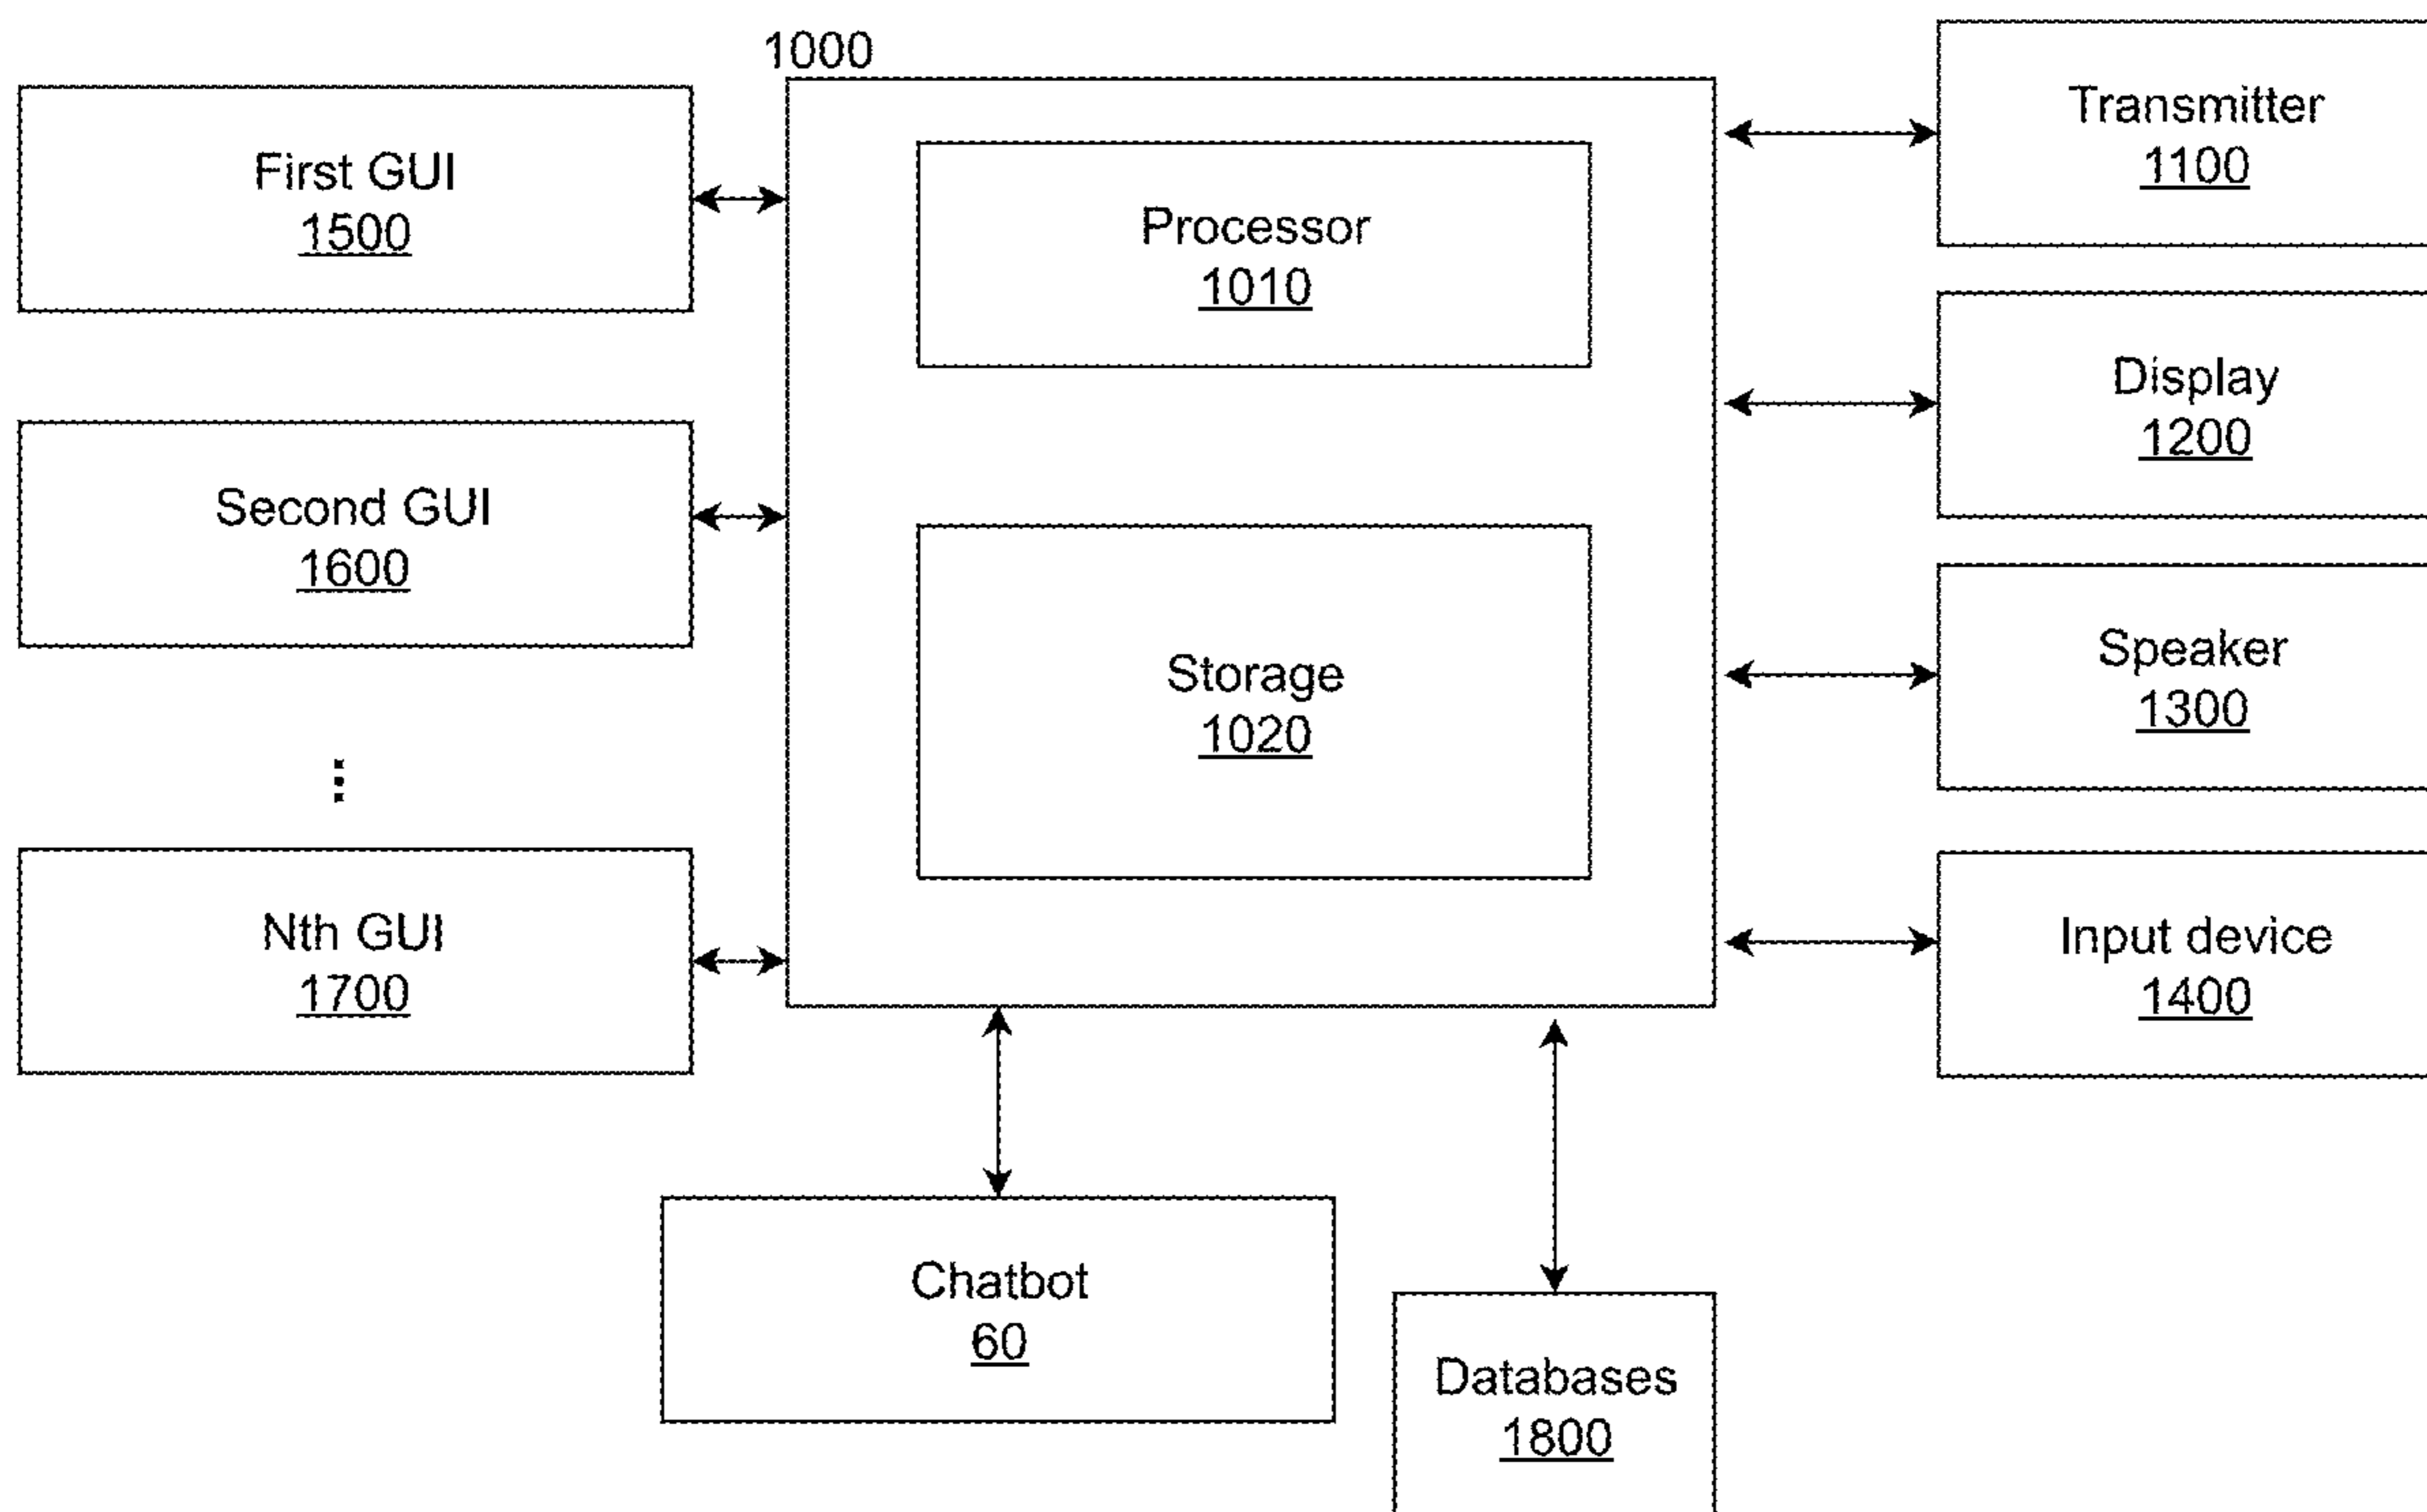 1000
First GUI
1500
Second GUI
1600
⋮
Nth GUI
1700
Processor
1010
Storage
1020
Transmitter
1100
Display
1200
Speaker
1300
Input device
1400
Chatbot
60
Databases
1800